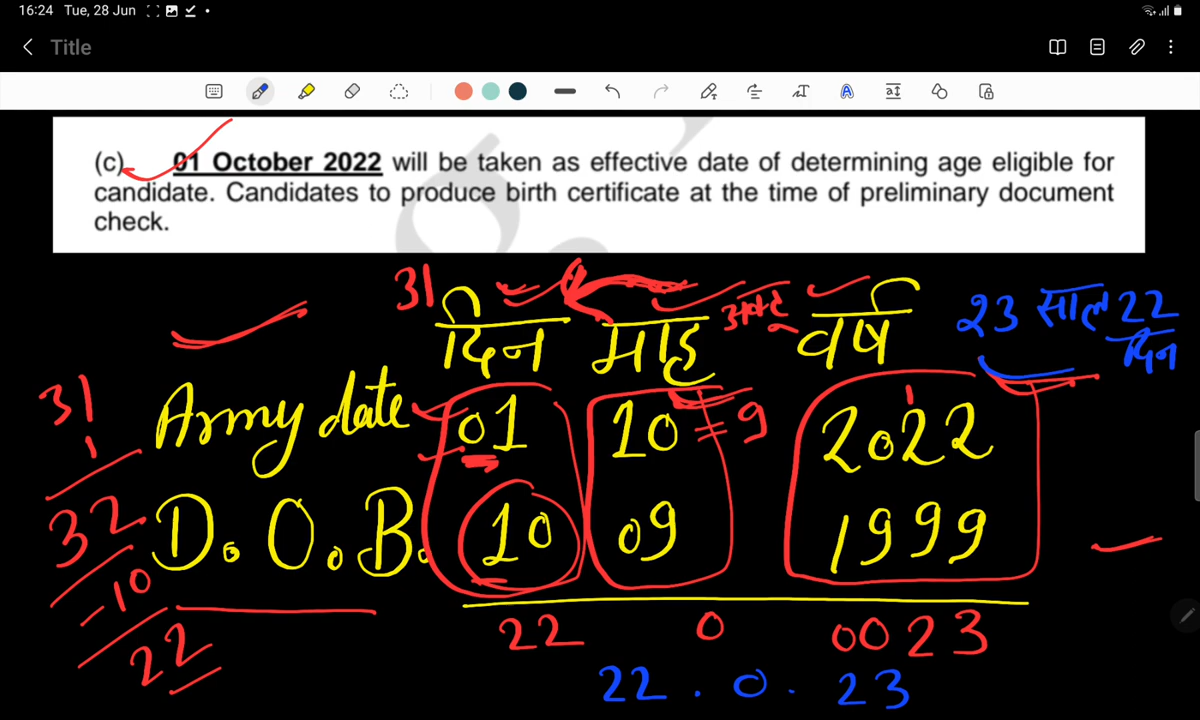 16:24 Tue, 28 Jun
Title
(c) 01 October 2022 will be taken as effective date of determining age eligible for
candidate. Candidates to produce birth certificate at the time of preliminary document
check.
31
दिन माह वर्ष
23 साल 22
दिन
Army date 01 10 = 9 2022
D.O.B. 10 09 1999
31
1
32
-10
22
22 0 0023
22 . 0 . 23